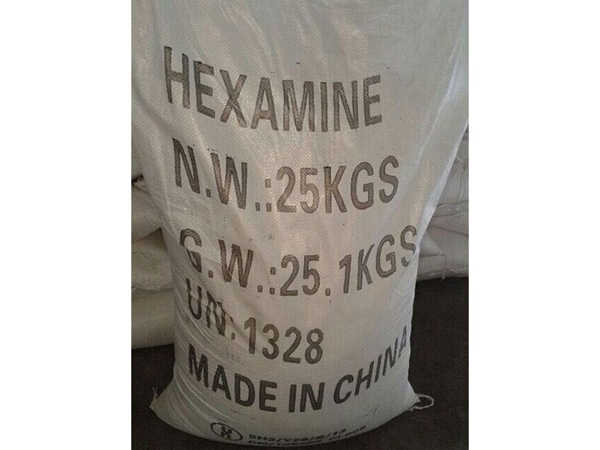 HEXAMINE
N.W.:25KGS
G.W.:25.1KGS
UN:1328
MADE IN CHINA